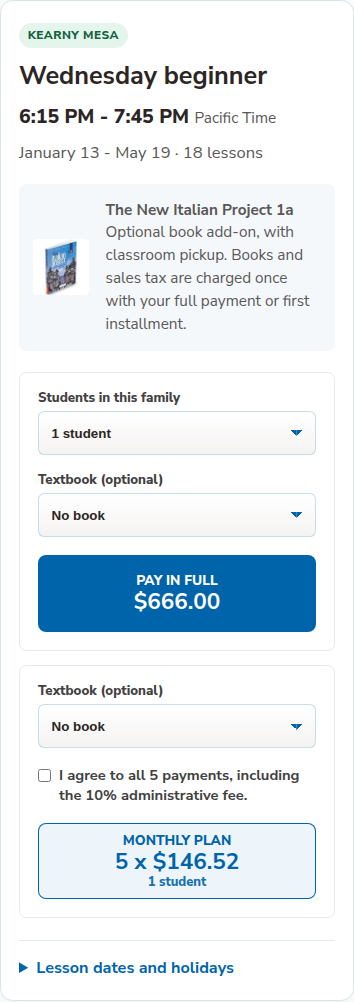 KEARNY MESA
Wednesday beginner
6:15 PM - 7:45 PM Pacific Time
January 13 - May 19 · 18 lessons
The New Italian Project 1a
Optional book add-on, with
classroom pickup. Books and
sales tax are charged once
with your full payment or first
installment.
Students in this family
1 student
Textbook (optional)
No book
PAY IN FULL
$666.00
Textbook (optional)
No book
I agree to all 5 payments, including
the 10% administrative fee.
MONTHLY PLAN
5 x $146.52
1 student
Lesson dates and holidays